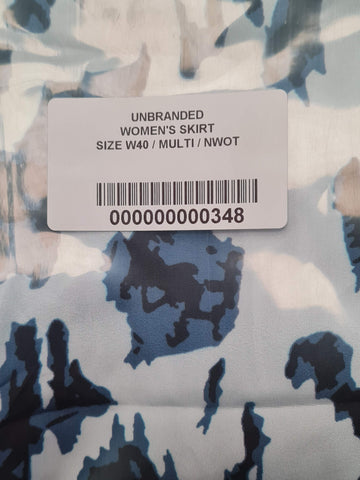 UNBRANDED
WOMEN'S SKIRT
SIZE W40 / MULTI / NWOT
000000000348